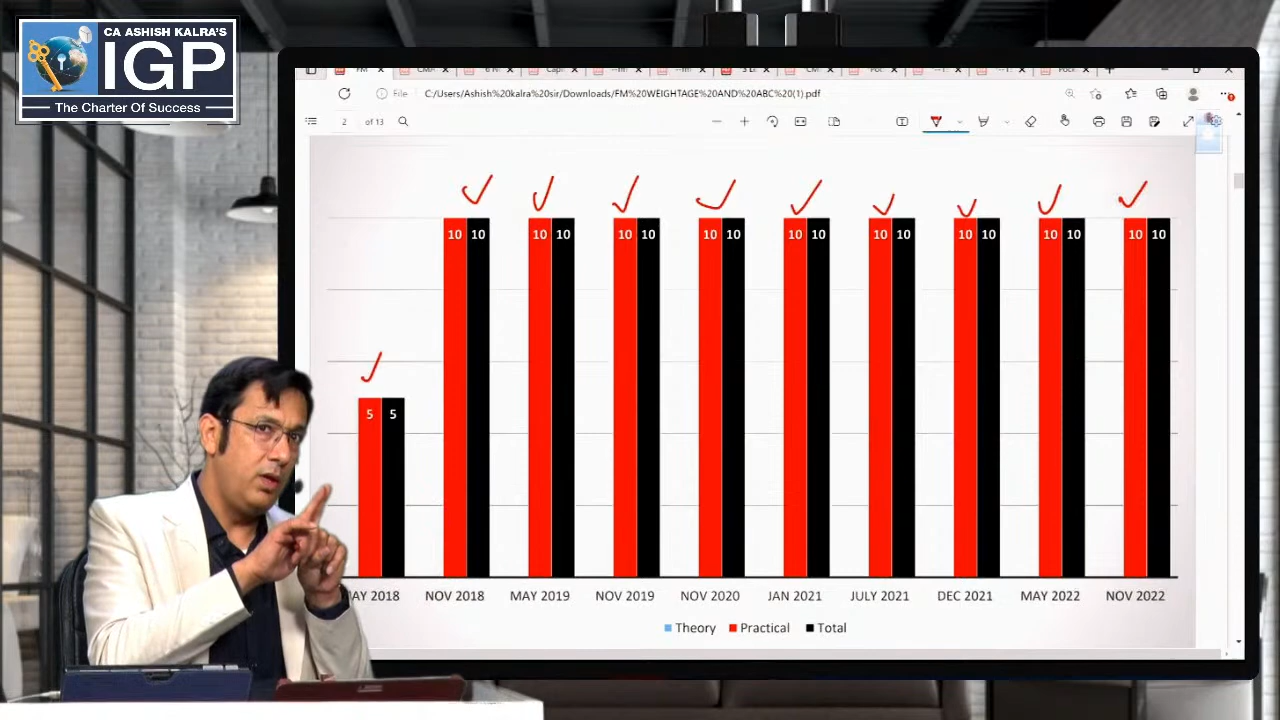 CA ASHISH KALRA'S
IGP
The Charter Of Success
FM
File
C:/Users/Ashish%20kalra%20sir/Downloads/FM%20WEIGHTAGE%20AND%20ABC%20(1).pdf
2 of 13
10 10 10 10 10 10 10 10 10 10 10 10 10 10 10 10 10 10
5 5
AY 2018 NOV 2018 MAY 2019 NOV 2019 NOV 2020 JAN 2021 JULY 2021 DEC 2021 MAY 2022 NOV 2022
Theory Practical Total